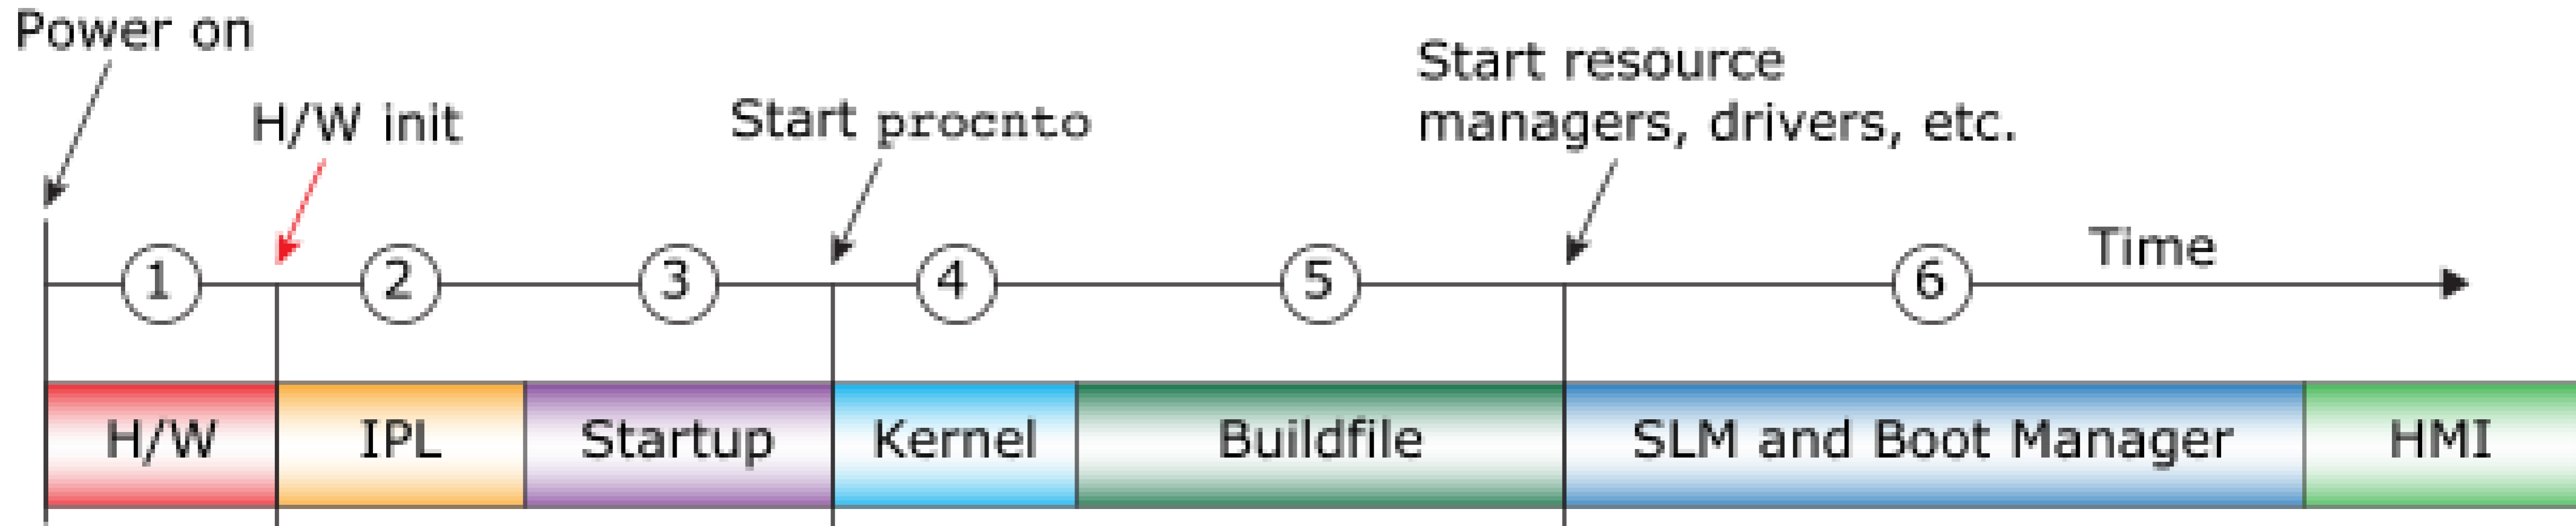 Power on
H/W init
Start procnto
Start resource
managers, drivers, etc.
1
2
3
4
5
6
Time
H/W
IPL
Startup
Kernel
Buildfile
SLM and Boot Manager
HMI